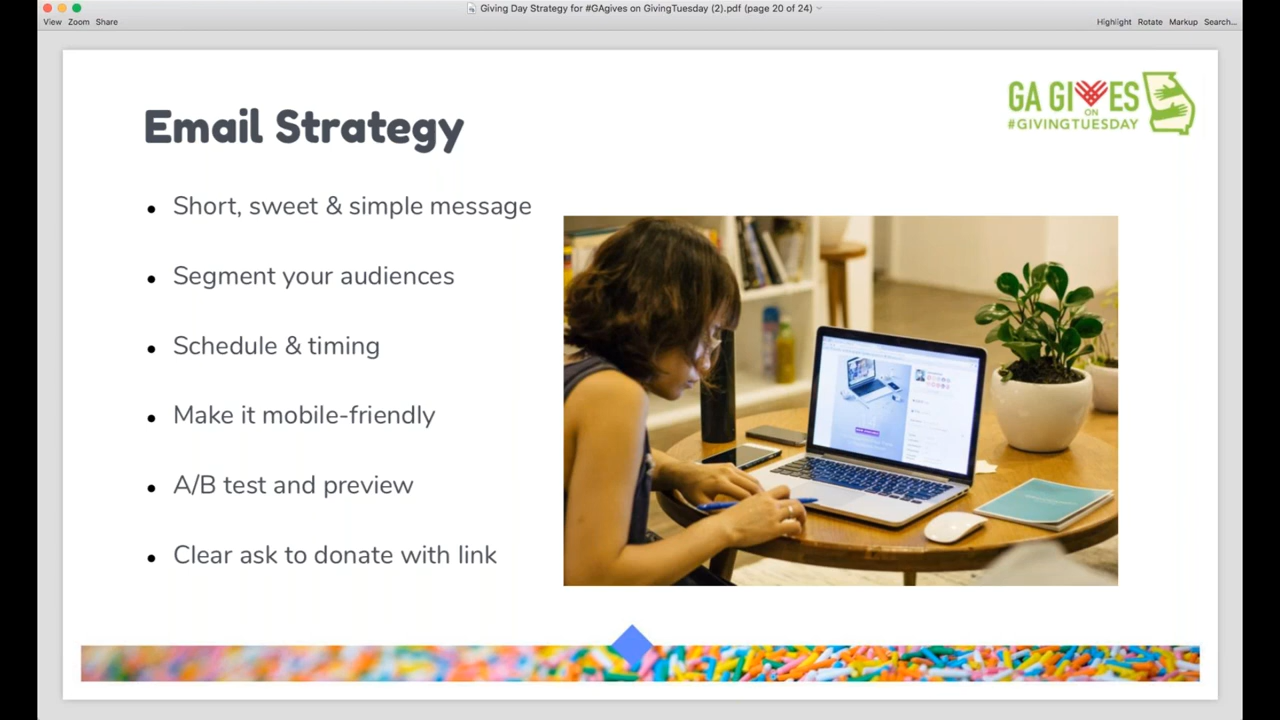 Giving Day Strategy for #GAgives on GivingTuesday (2).pdf (page 20 of 24)
View Zoom Share
Highlight Rotate Markup Search...
GA GIVES
ON
#GIVINGTUESDAY
Email Strategy
• Short, sweet & simple message
• Segment your audiences
• Schedule & timing
• Make it mobile-friendly
• A/B test and preview
• Clear ask to donate with link